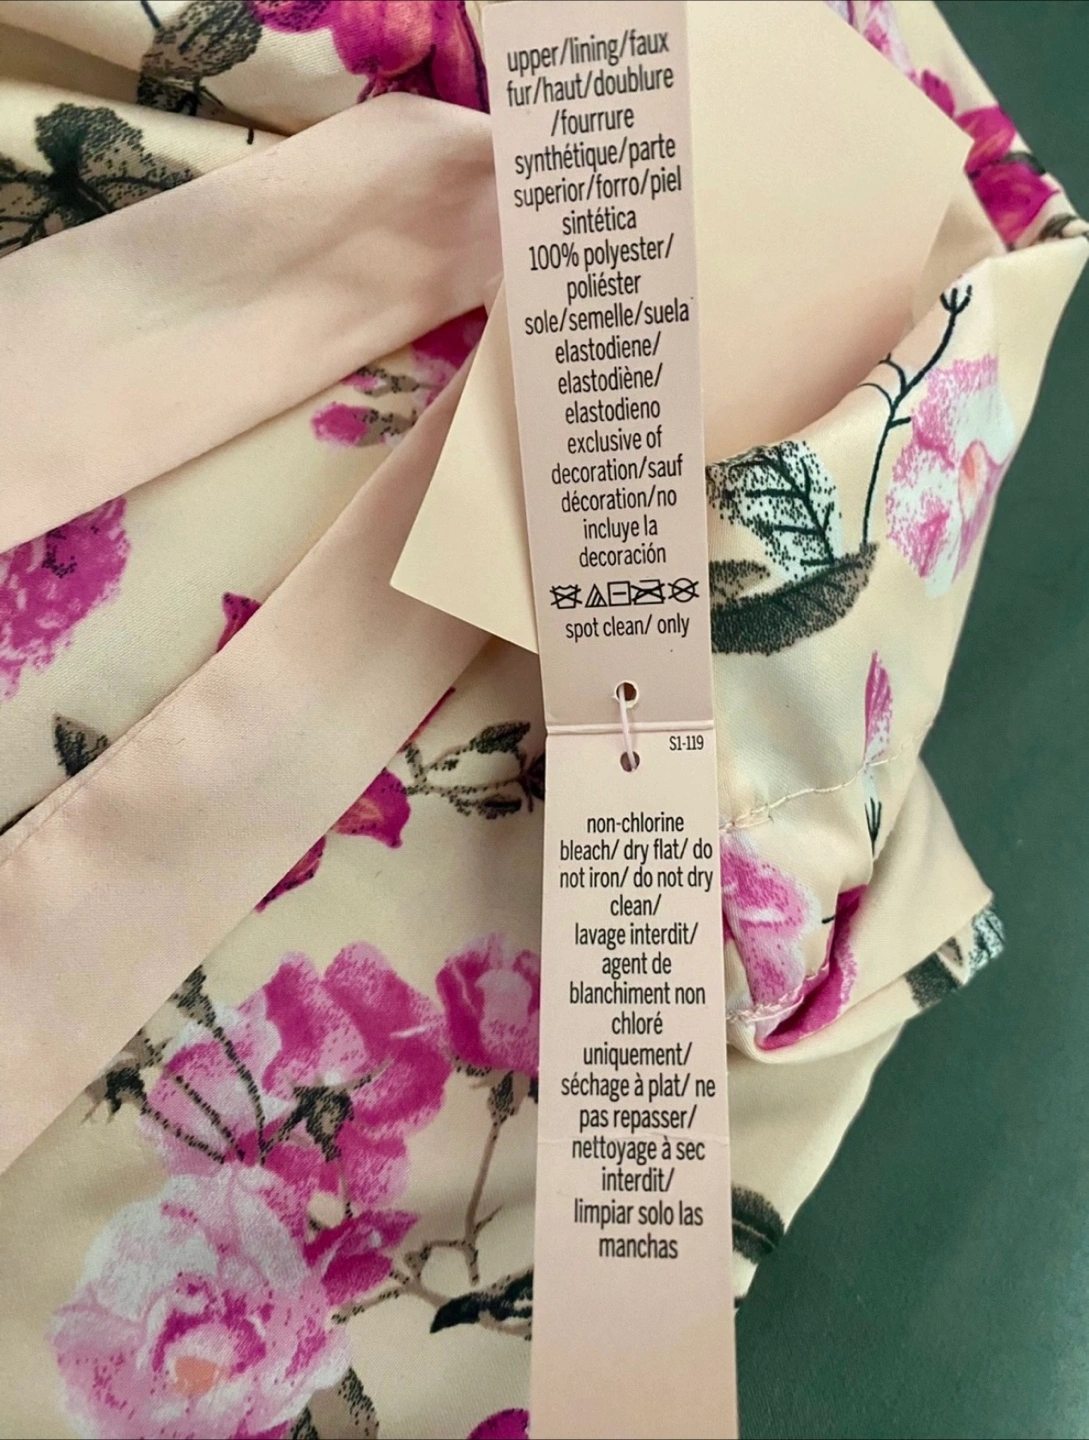 upper/lining/faux
fur/haut/doublure
/fourrure
synthétique/parte
superior/forro/piel
sintética
100% polyester/
poliéster
sole/semelle/suela
elastodiene/
elastodiène/
elastodieno
exclusive of
decoration/sauf
décoration/no
incluye la
decoración
spot clean/ only
S1-119
non-chlorine
bleach/ dry flat/ do
not iron/ do not dry
clean/
lavage interdit/
agent de
blanchiment non
chloré
uniquement/
séchage à plat/ ne
pas repasser/
nettoyage à sec
interdit/
limpiar solo las
manchas